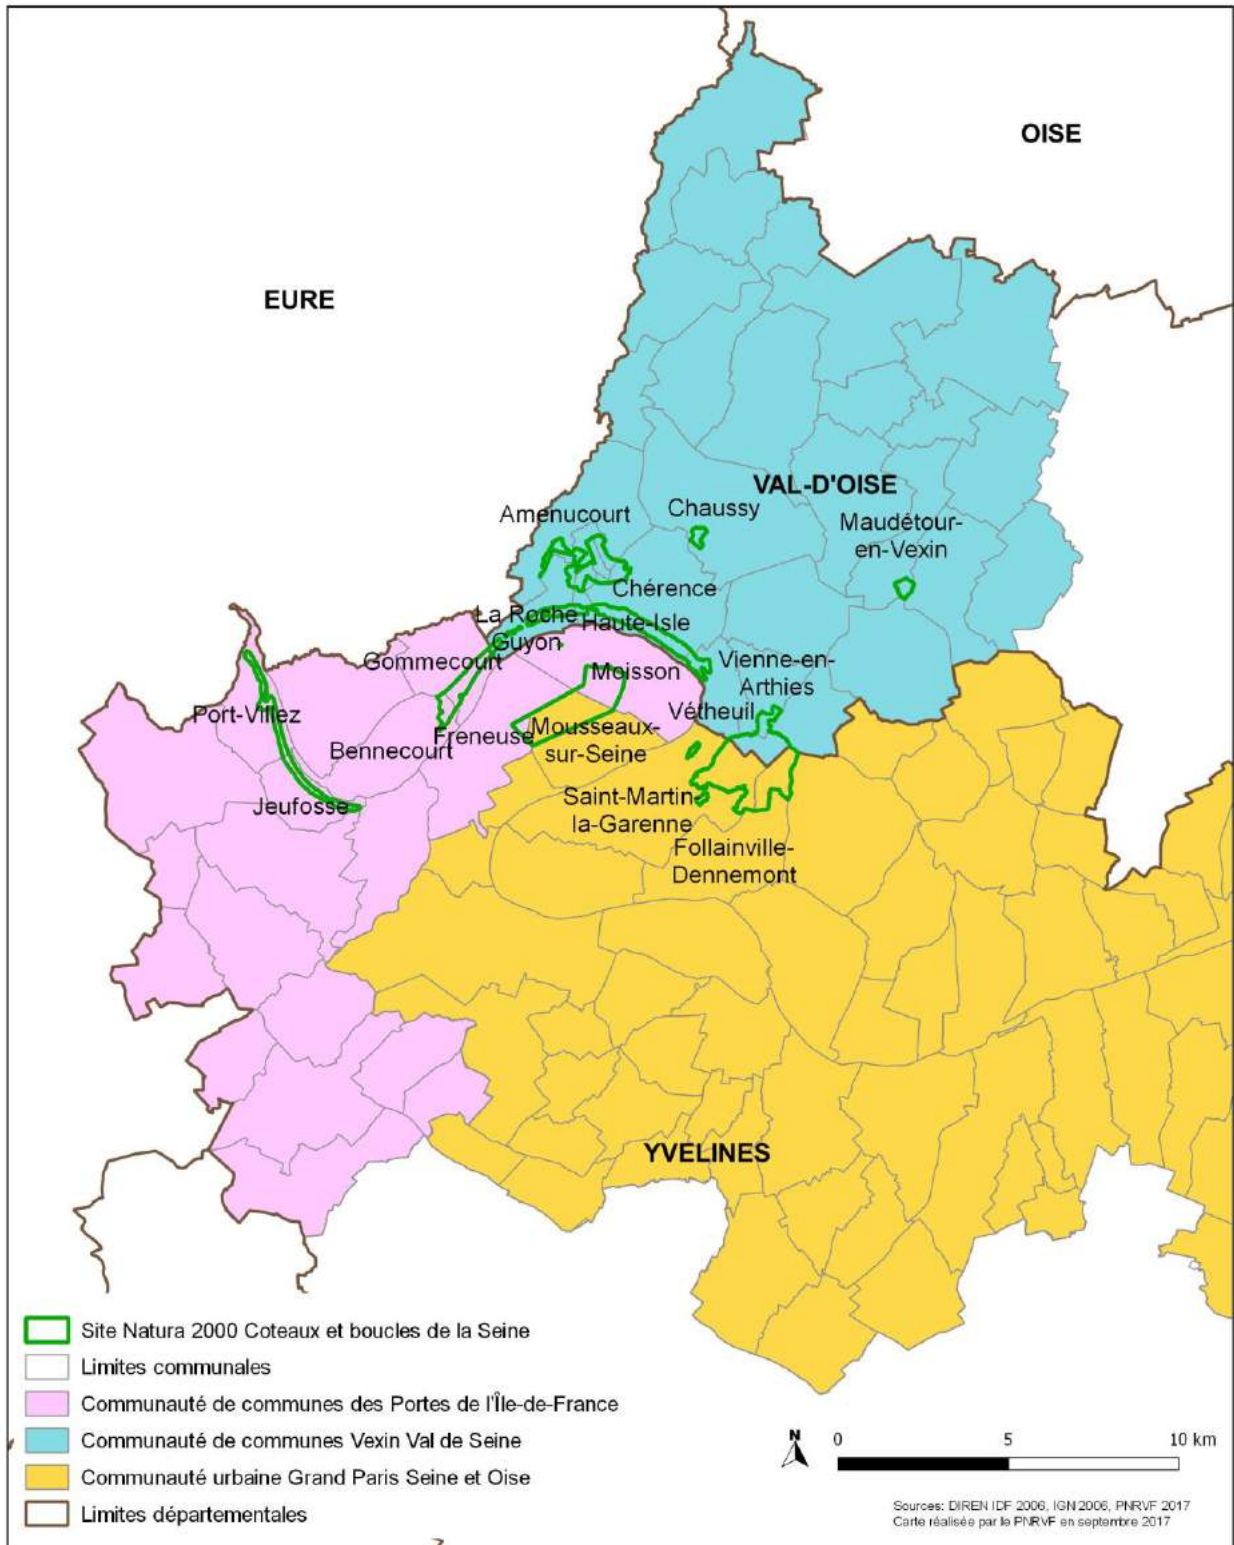 OISE
EURE
VAL-D'OISE
Amenucourt
Chaussy
Maudétour-
en-Vexin
Chérence
La Roche
Guyon
Haute-Isle
Gommecourt
Moisson
Vienne-en-
Arthies
Port-Villez
Vétheuil
Bennecourt
Freneuse
Mousseaux-
sur-Seine
Jeufosse
Saint-Martin-
la-Garenne
Follainville-
Dennemont
YVELINES
Site Natura 2000 Coteaux et boucles de la Seine
Limites communales
Communauté de communes des Portes de l'Île-de-France
Communauté de communes Vexin Val de Seine
Communauté urbaine Grand Paris Seine et Oise
Limites départementales
N
0 5 10 km
Sources: DIREN IDF 2006, IGN 2006, PNRVF 2017
Carte réalisée par le PNRVF en septembre 2017